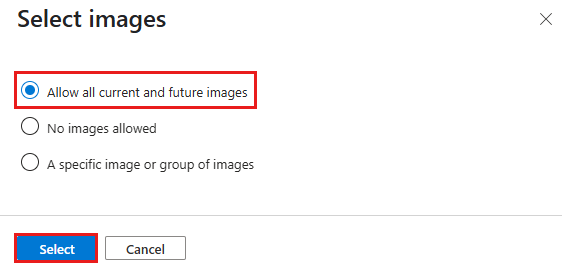 Select images
Allow all current and future images
No images allowed
A specific image or group of images
Select
Cancel